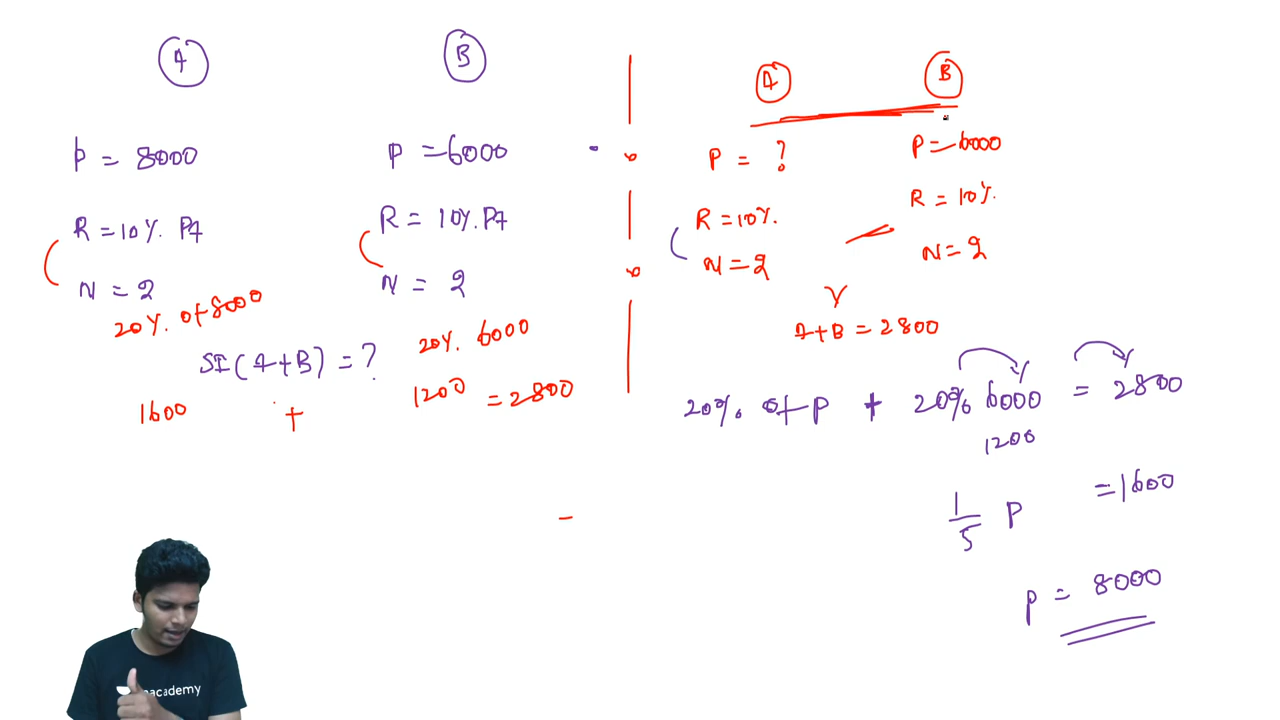 A
B
P = 8000
P = 6000
R = 10%. PA
R = 10%. PA
N = 2
N = 2
20%. of 8000
20%. 6000
SI (A+B) = ?
1600 + 1200 = 2800
A
B
P = ?
P = 6000
R = 10%.
R = 10%.
N = 2
N = 2
A+B = 2800
20% of P + 20% 6000 = 2800
1200
1/5 P = 1600
P = 8000
unacademy